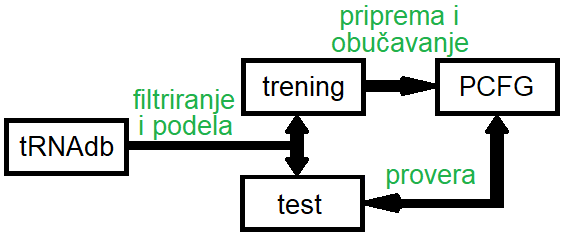 tRNAdb
filtriranje
i podela
trening
priprema i
obučavanje
PCFG
test
provera